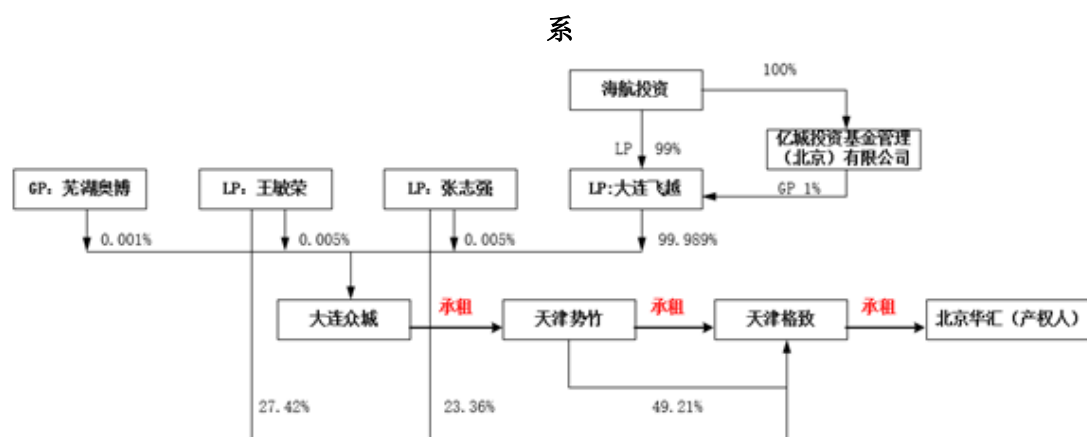 系
100%
海航投资
亿城投资基金管理
（北京）有限公司
LP 99%
GP：芜湖奥博
LP：王敏荣
LP：张志强
LP:大连飞越
GP 1%
0.001%
0.005%
0.005%
99.989%
大连众城
承租
天津势竹
承租
天津格致
承租
北京华汇（产权人）
27.42%
23.36%
49.21%